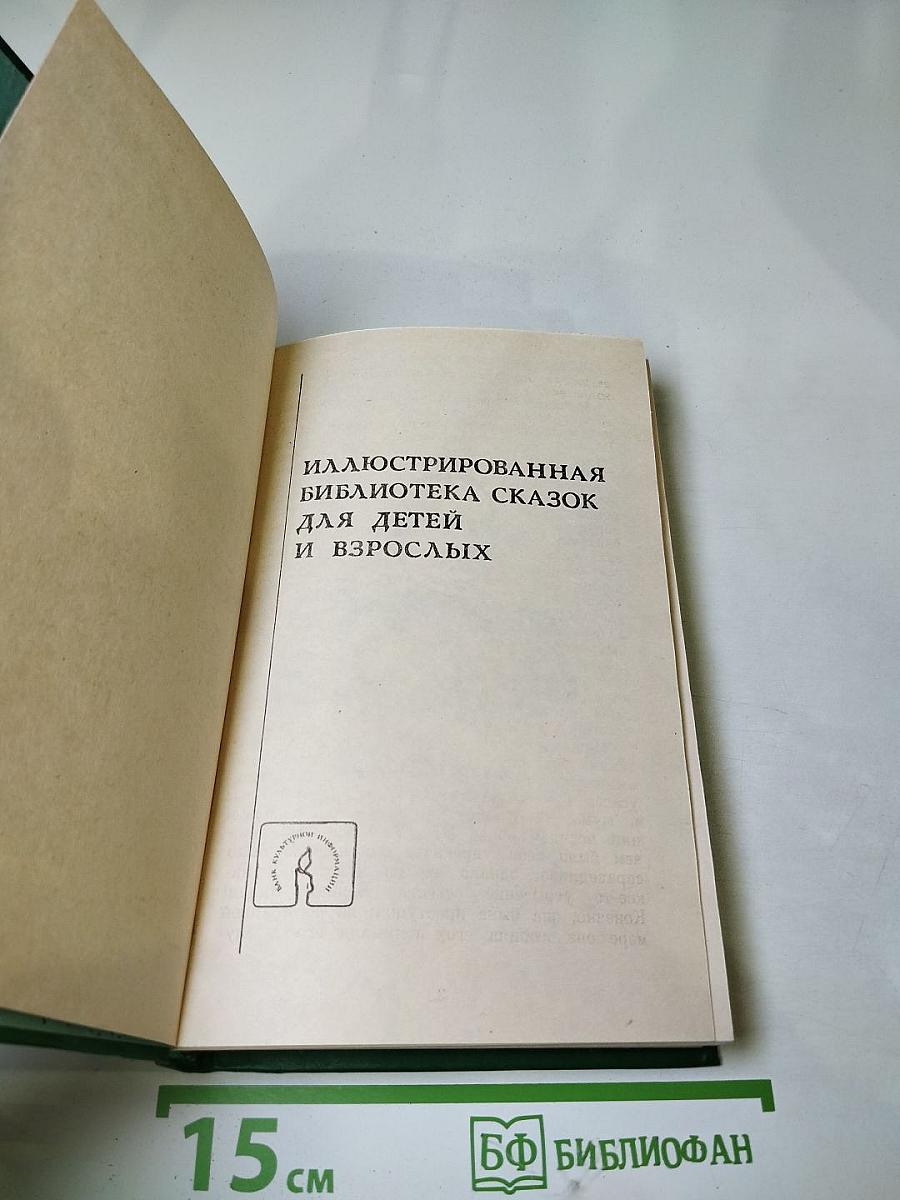 ИЛЛЮСТРИРОВАННАЯ
БИБЛИОТЕКА СКАЗОК
ДЛЯ ДЕТЕЙ
И ВЗРОСЛЫХ
БАНК КУЛЬТУРНОЙ ИНФОРМАЦИИ
15 СМ
БФ БИБЛИОФАН